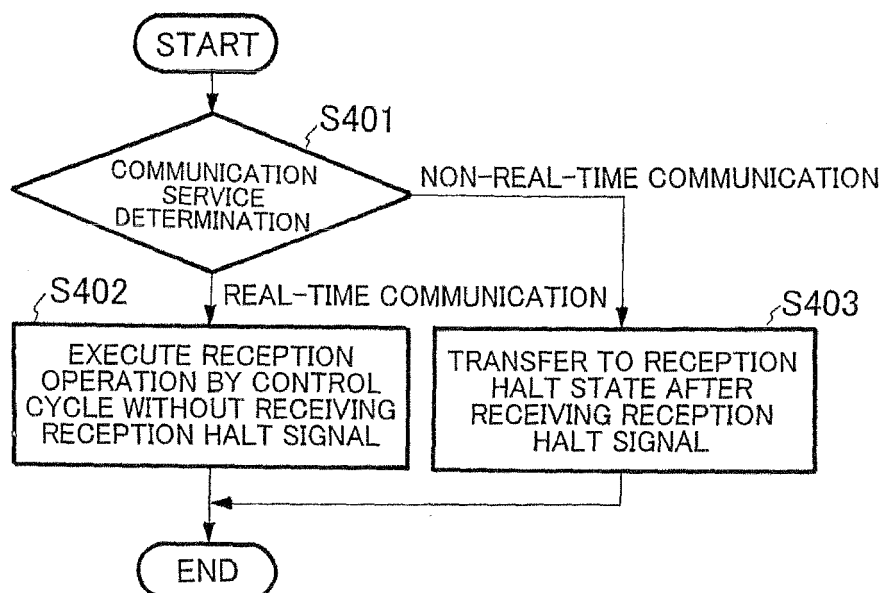 START
S401
COMMUNICATION
SERVICE
DETERMINATION
NON-REAL-TIME COMMUNICATION
S402
REAL-TIME COMMUNICATION
S403
EXECUTE RECEPTION
OPERATION BY CONTROL
CYCLE WITHOUT RECEIVING
RECEPTION HALT SIGNAL
TRANSFER TO RECEPTION
HALT STATE AFTER
RECEIVING RECEPTION
HALT SIGNAL
END